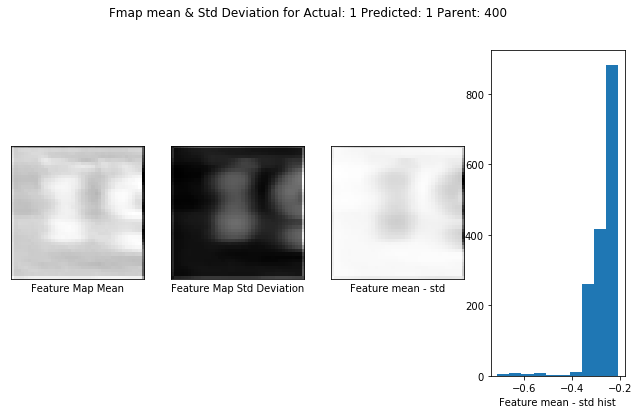 Fmap mean & Std Deviation for Actual: 1 Predicted: 1 Parent: 400
Feature Map Mean
Feature Map Std Deviation
Feature mean - std
800
600
400
200
0
−0.6
−0.4
−0.2
Feature mean - std hist